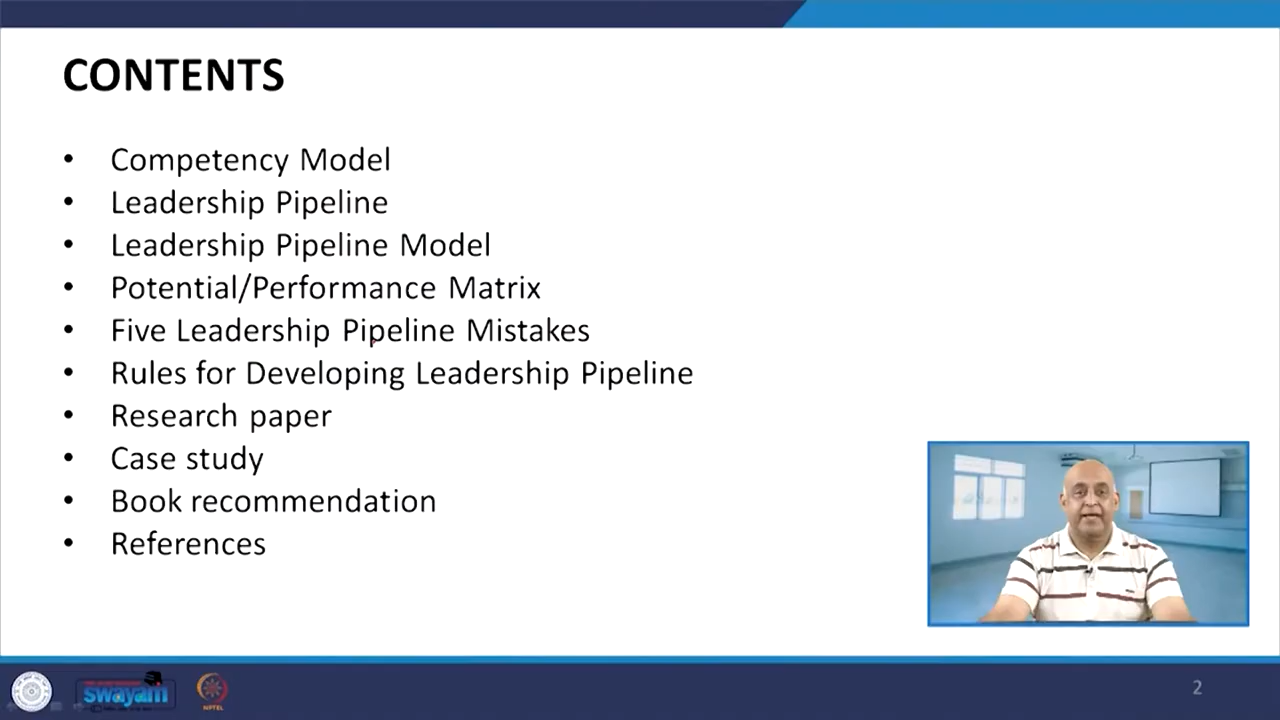 CONTENTS
• Competency Model
• Leadership Pipeline
• Leadership Pipeline Model
• Potential/Performance Matrix
• Five Leadership Pipeline Mistakes
• Rules for Developing Leadership Pipeline
• Research paper
• Case study
• Book recommendation
• References
swayam
NPTEL
2